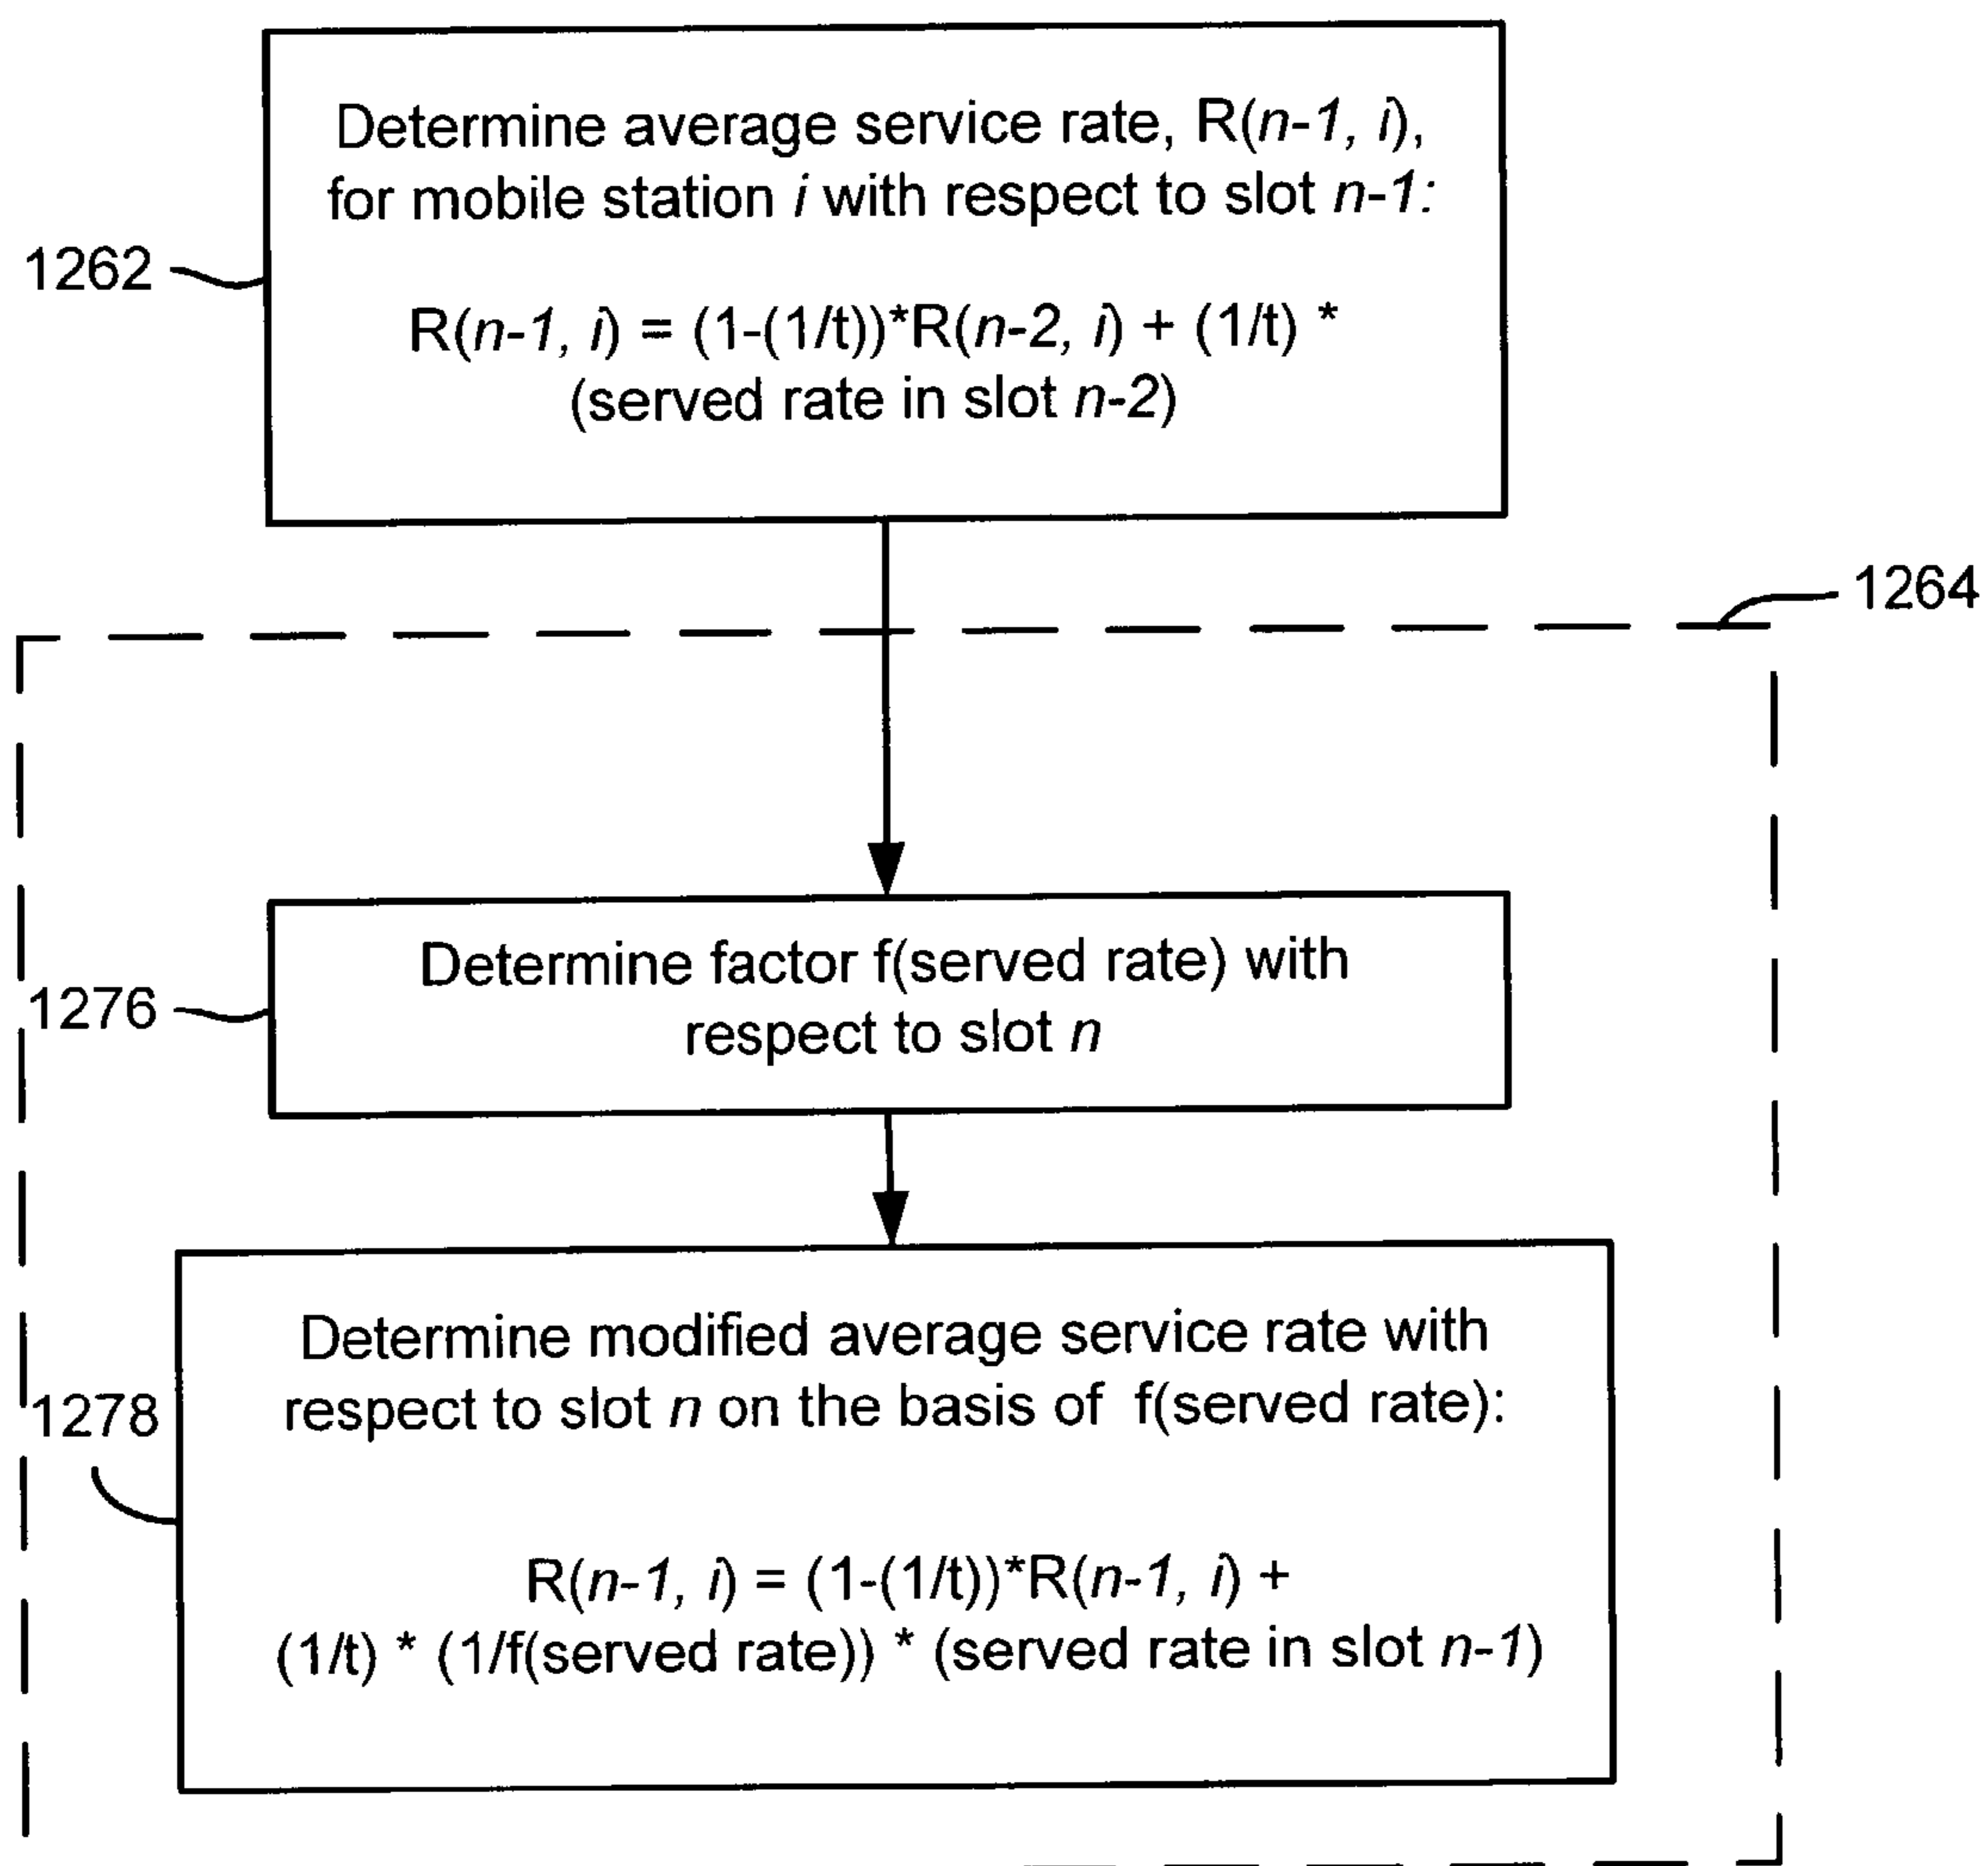 Determine average service rate, R(n-1, i),
for mobile station i with respect to slot n-1:
1262
R(n-1, i) = (1-(1/t))*R(n-2, i) + (1/t) *
(served rate in slot n-2)
1264
Determine factor f(served rate) with
1276
respect to slot n
Determine modified average service rate with
respect to slot n on the basis of f(served rate):
1278
R(n-1, i) = (1-(1/t))*R(n-1, i) +
(1/t) * (1/f(served rate)) * (served rate in slot n-1)